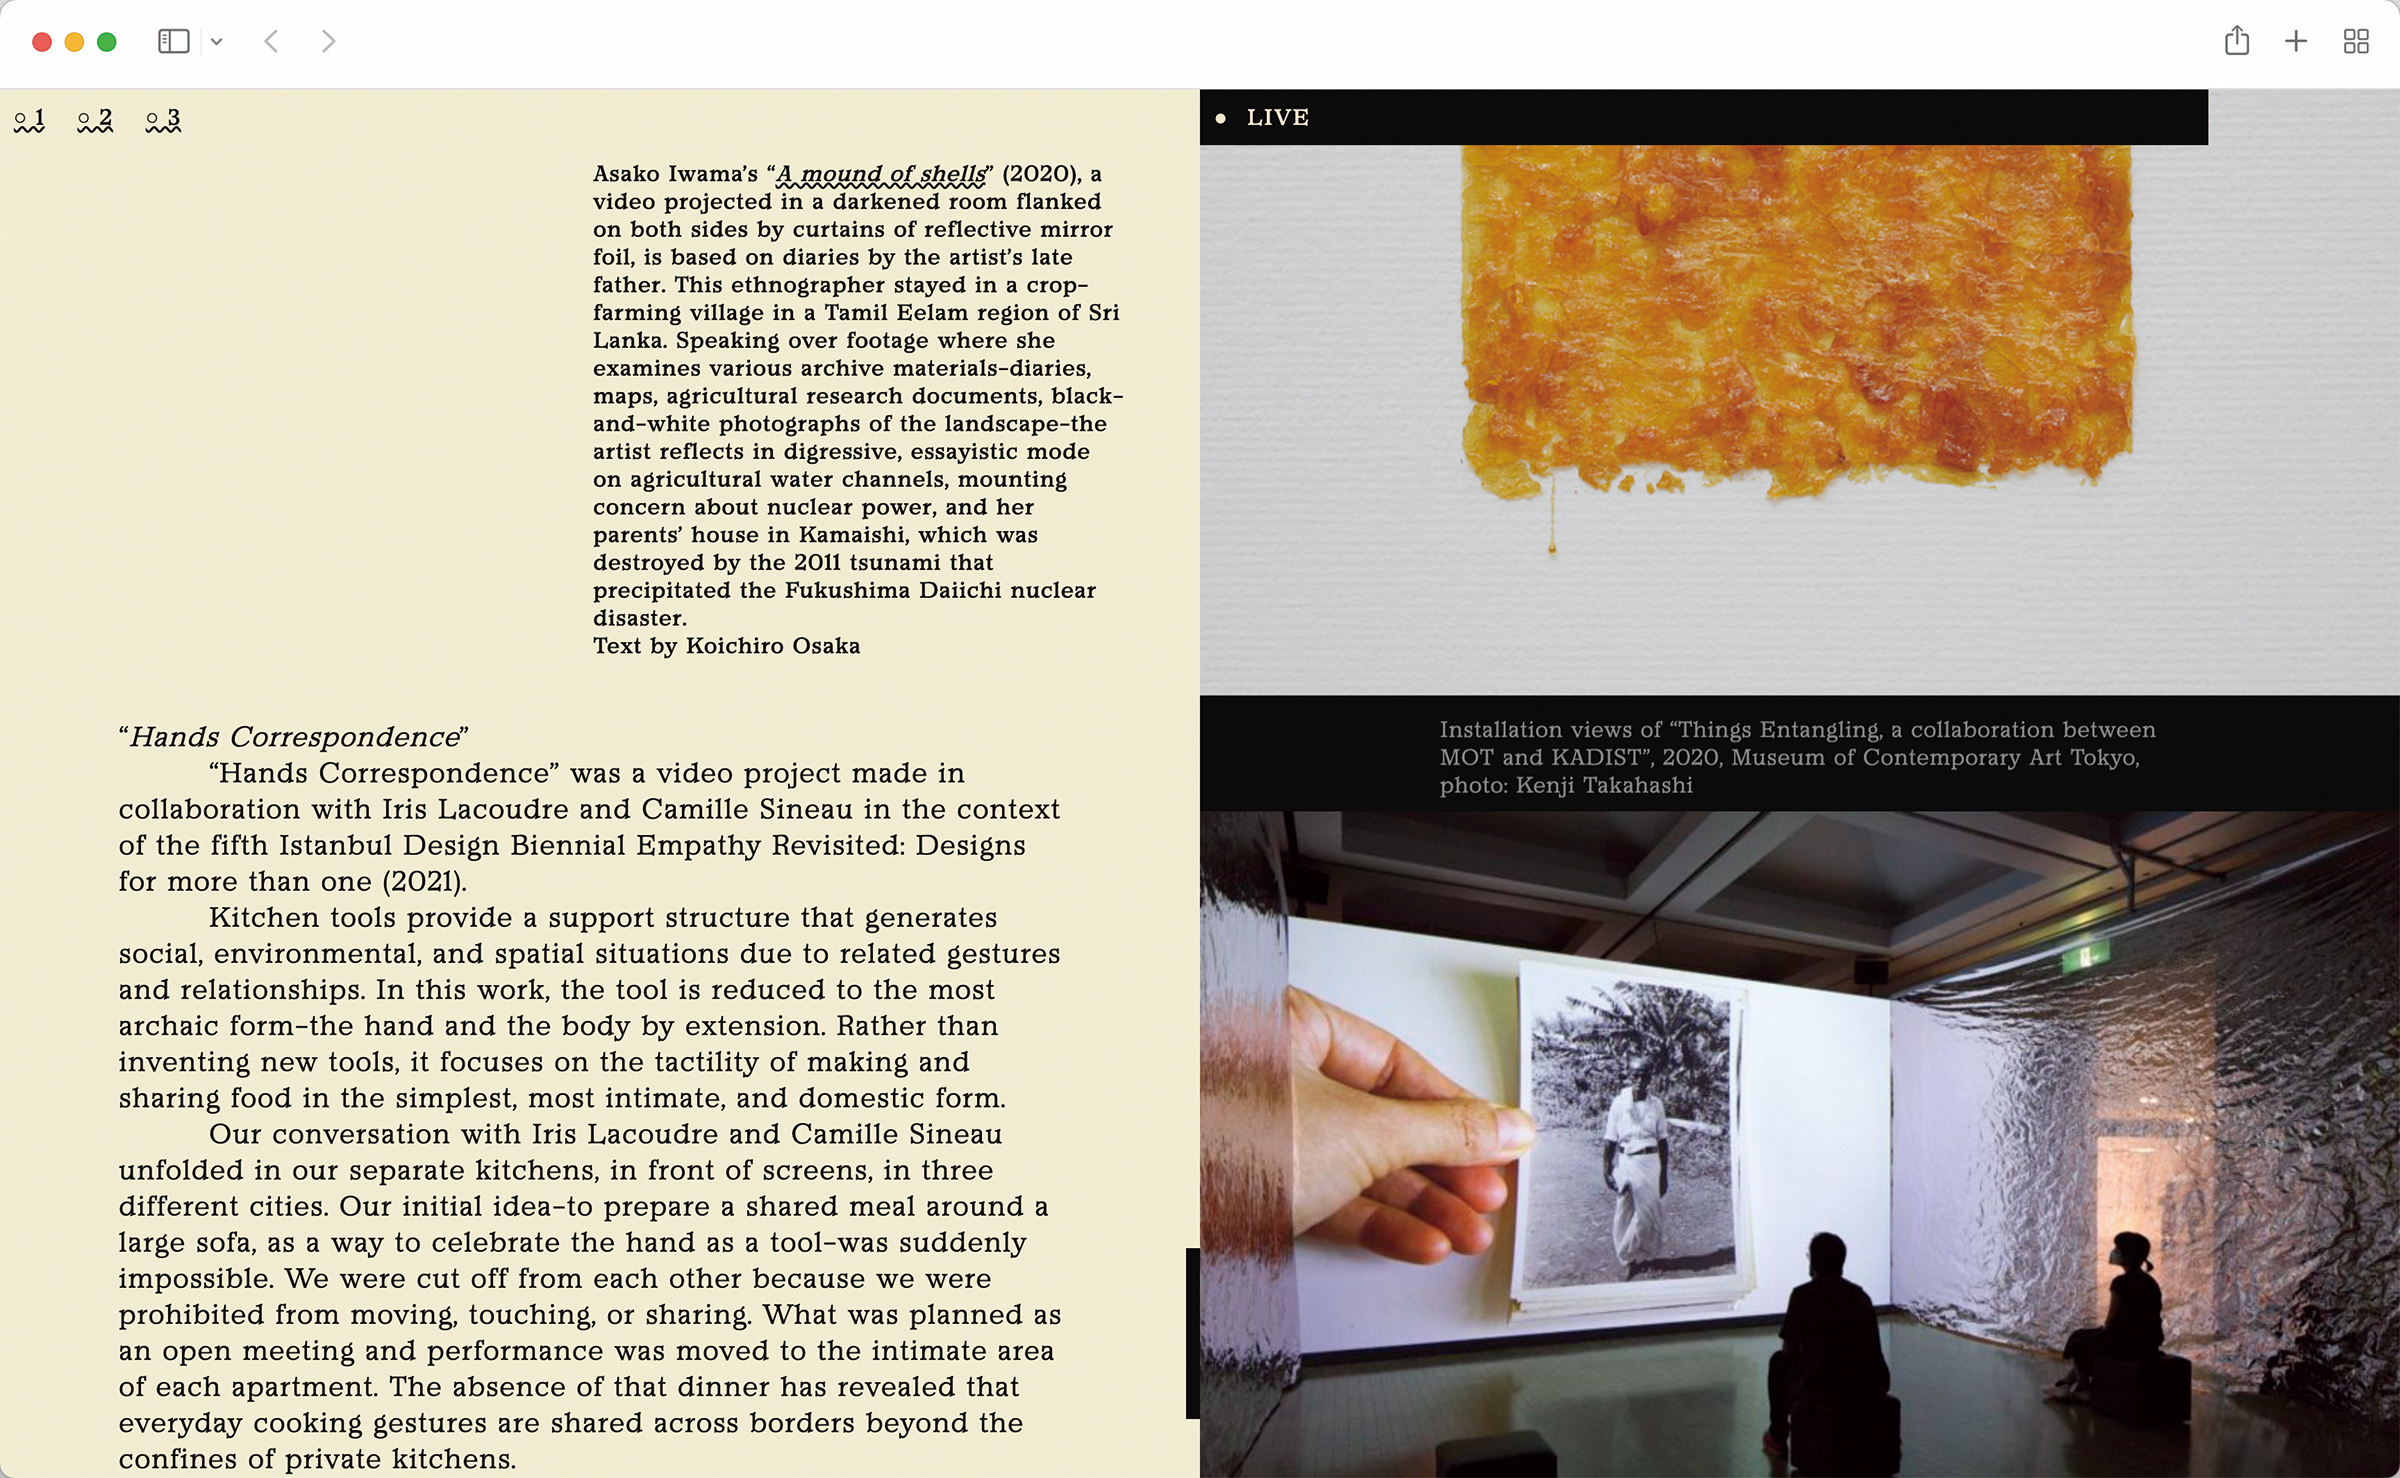 1 2 3
Asako Iwama’s “A mound of shells” (2020), a
video projected in a darkened room flanked
on both sides by curtains of reflective mirror
foil, is based on diaries by the artist’s late
father. This ethnographer stayed in a crop-
farming village in a Tamil Eelam region of Sri
Lanka. Speaking over footage where she
examines various archive materials–diaries,
maps, agricultural research documents, black-
and-white photographs of the landscape–the
artist reflects in digressive, essayistic mode
on agricultural water channels, mounting
concern about nuclear power, and her
parents’ house in Kamaishi, which was
destroyed by the 2011 tsunami that
precipitated the Fukushima Daiichi nuclear
disaster.
Text by Koichiro Osaka
“Hands Correspondence”
“Hands Correspondence” was a video project made in
collaboration with Iris Lacoudre and Camille Sineau in the context
of the fifth Istanbul Design Biennial Empathy Revisited: Designs
for more than one (2021).
Kitchen tools provide a support structure that generates
social, environmental, and spatial situations due to related gestures
and relationships. In this work, the tool is reduced to the most
archaic form–the hand and the body by extension. Rather than
inventing new tools, it focuses on the tactility of making and
sharing food in the simplest, most intimate, and domestic form.
Our conversation with Iris Lacoudre and Camille Sineau
unfolded in our separate kitchens, in front of screens, in three
different cities. Our initial idea–to prepare a shared meal around a
large sofa, as a way to celebrate the hand as a tool–was suddenly
impossible. We were cut off from each other because we were
prohibited from moving, touching, or sharing. What was planned as
an open meeting and performance was moved to the intimate area
of each apartment. The absence of that dinner has revealed that
everyday cooking gestures are shared across borders beyond the
confines of private kitchens.
LIVE
Installation views of “Things Entangling, a collaboration between
MOT and KADIST”, 2020, Museum of Contemporary Art Tokyo,
photo: Kenji Takahashi